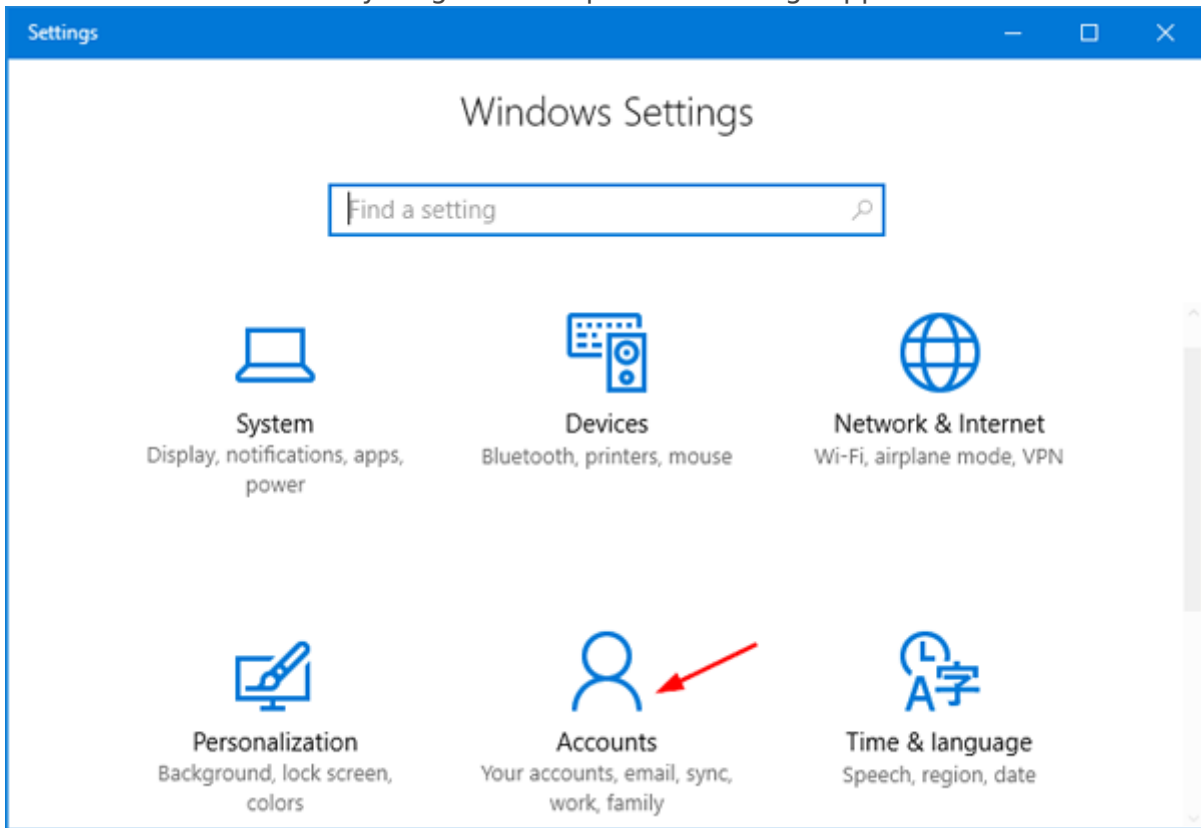 Settings
Windows Settings
Find a setting
System
Display, notifications, apps,
power
Devices
Bluetooth, printers, mouse
Network & Internet
Wi-Fi, airplane mode, VPN
Personalization
Background, lock screen,
colors
Accounts
Your accounts, email, sync,
work, family
A字
Time & language
Speech, region, date